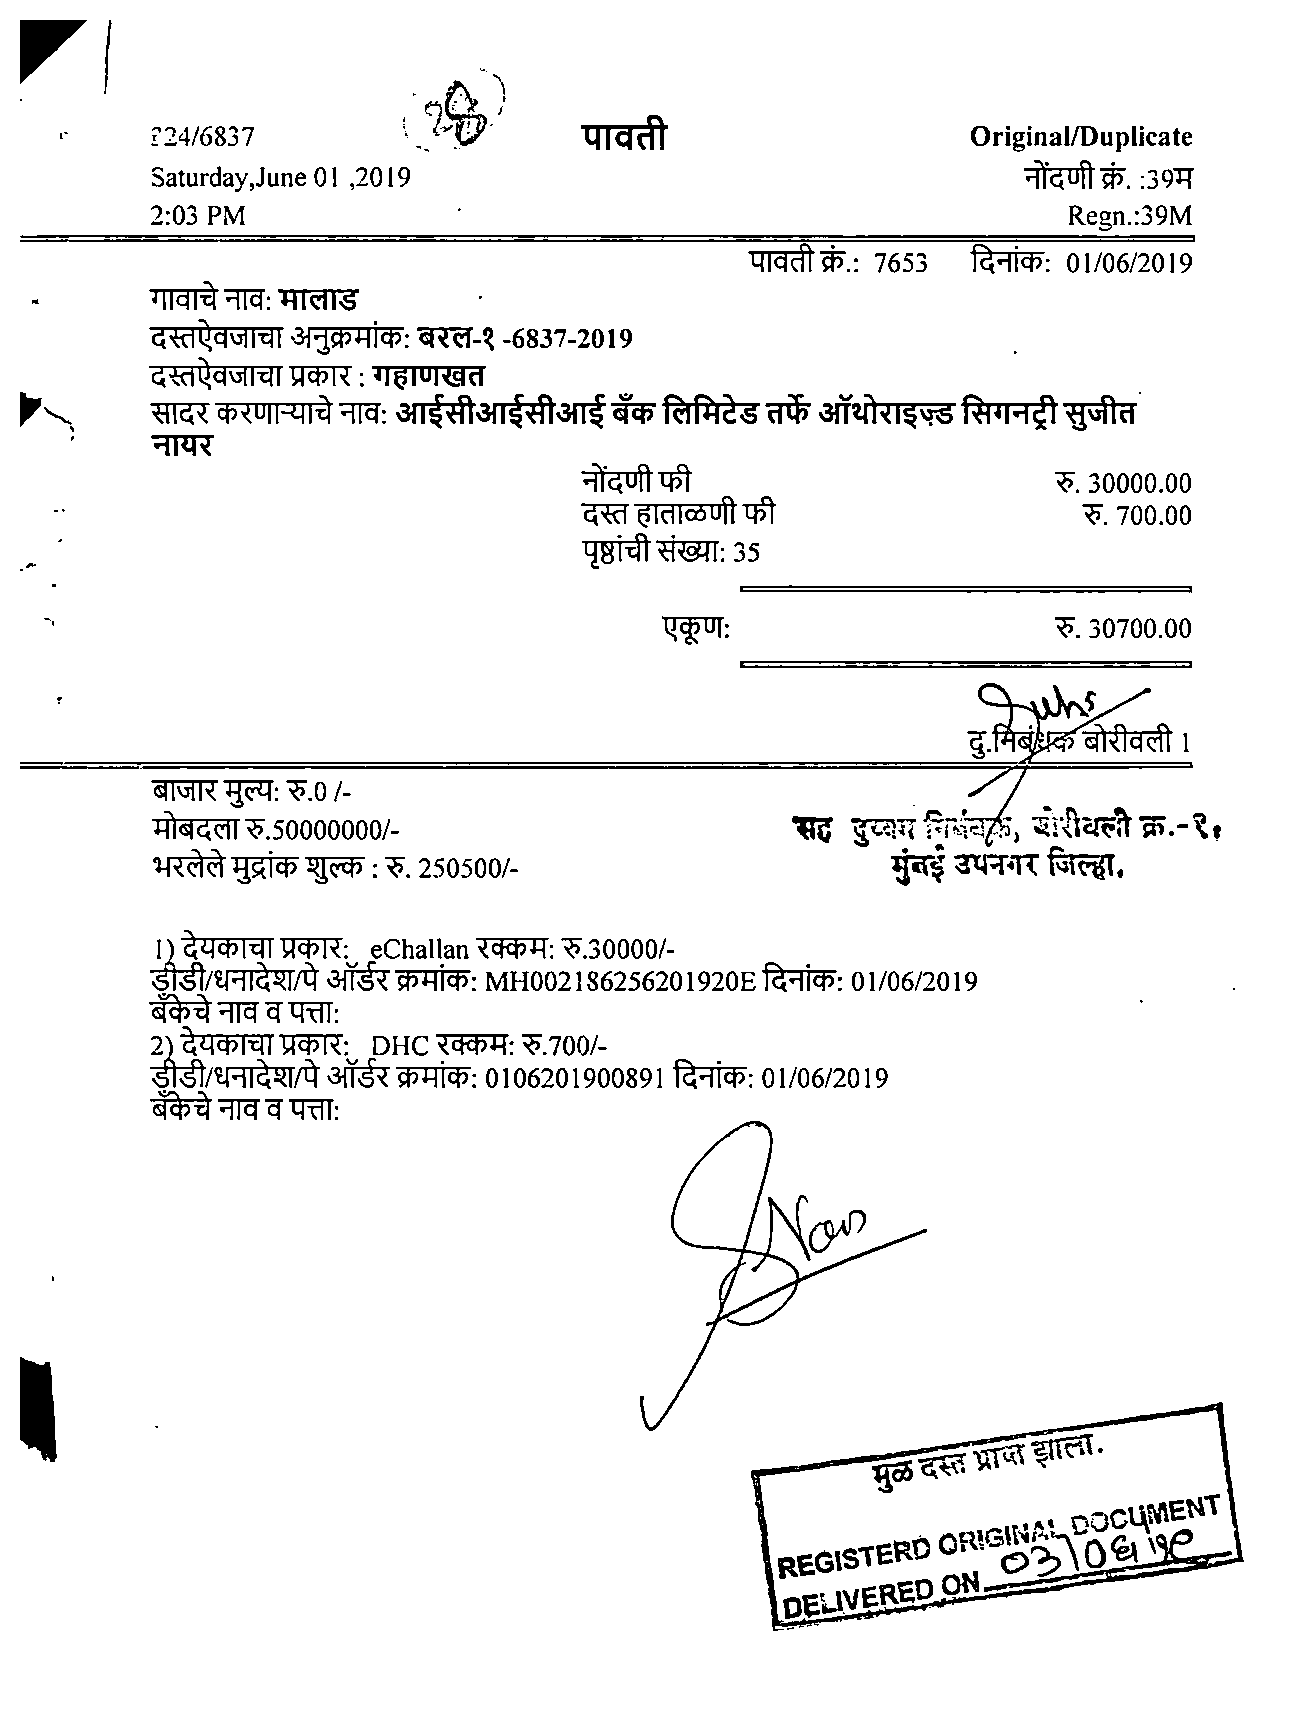 324/6837
पावती
Original/Duplicate
Saturday,June 01 ,2019
नोंदणी क्रं. :39म
2:03 PM
Regn.:39M
पावती क्रं.: 7653 दिनांक: 01/06/2019
गावाचे नाव: मालाड
दस्तऐवजाचा अनुक्रमांक: बरल-१ -6837-2019
दस्तऐवजाचा प्रकार : गहाणखत
सादर करणाऱ्याचे नाव: आईसीआईसीआई बँक लिमिटेड तर्फे ऑथोराइज्ड सिगनट्री सुजीत
नायर
नोंदणी फी रु. 30000.00
दस्त हाताळणी फी रु. 700.00
पृष्ठांची संख्या: 35
एकूण: रु. 30700.00
दु.निबंधक बोरीवली 1
बाजार मुल्य: रु.0 /-
मोबदला रु.50000000/-
भरलेले मुद्रांक शुल्क : रु. 250500/-
सह दुय्यम निबंधक, बोरीवली क्र.-१,
मुंबई उपनगर जिल्हा.
1) देयकाचा प्रकार: eChallan रक्कम: रु.30000/-
डीडी/धनादेश/पे ऑर्डर क्रमांक: MH002186256201920E दिनांक: 01/06/2019
बँकेचे नाव व पत्ता:
2) देयकाचा प्रकार: DHC रक्कम: रु.700/-
डीडी/धनादेश/पे ऑर्डर क्रमांक: 0106201900891 दिनांक: 01/06/2019
बँकेचे नाव व पत्ता:
मुळ दस्त प्राप्त झाला.
REGISTERD ORIGINAL DOCUMENT
DELIVERED ON 03/0६/१९